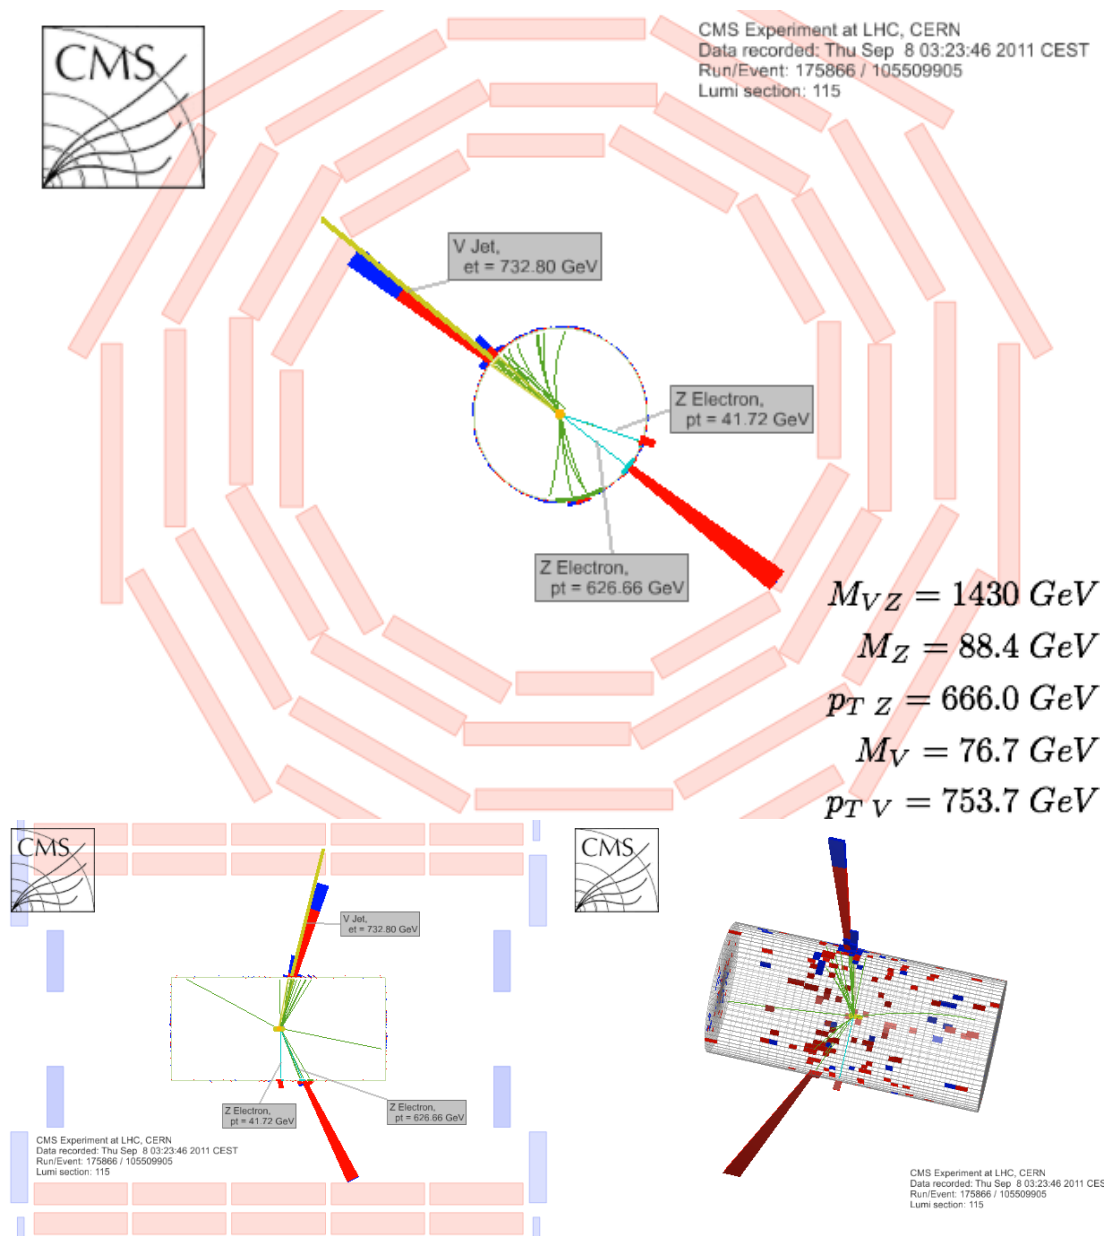 CMS
CMS Experiment at LHC, CERN
Data recorded: Thu Sep 8 03:23:46 2011 CEST
Run/Event: 175866 / 105509905
Lumi section: 115
V Jet,
et = 732.80 GeV
Z Electron,
pt = 41.72 GeV
Z Electron,
pt = 626.66 GeV
M_{VZ} = 1430 GeV
M_Z = 88.4 GeV
p_{T Z} = 666.0 GeV
M_V = 76.7 GeV
p_{T V} = 753.7 GeV
CMS
V Jet,
et = 732.80 GeV
Z Electron,
pt = 41.72 GeV
Z Electron,
pt = 626.66 GeV
CMS Experiment at LHC, CERN
Data recorded: Thu Sep 8 03:23:46 2011 CEST
Run/Event: 175866 / 105509905
Lumi section: 115
CMS
CMS Experiment at LHC, CERN
Data recorded: Thu Sep 8 03:23:46 2011 CES
Run/Event: 175866 / 105509905
Lumi section: 115